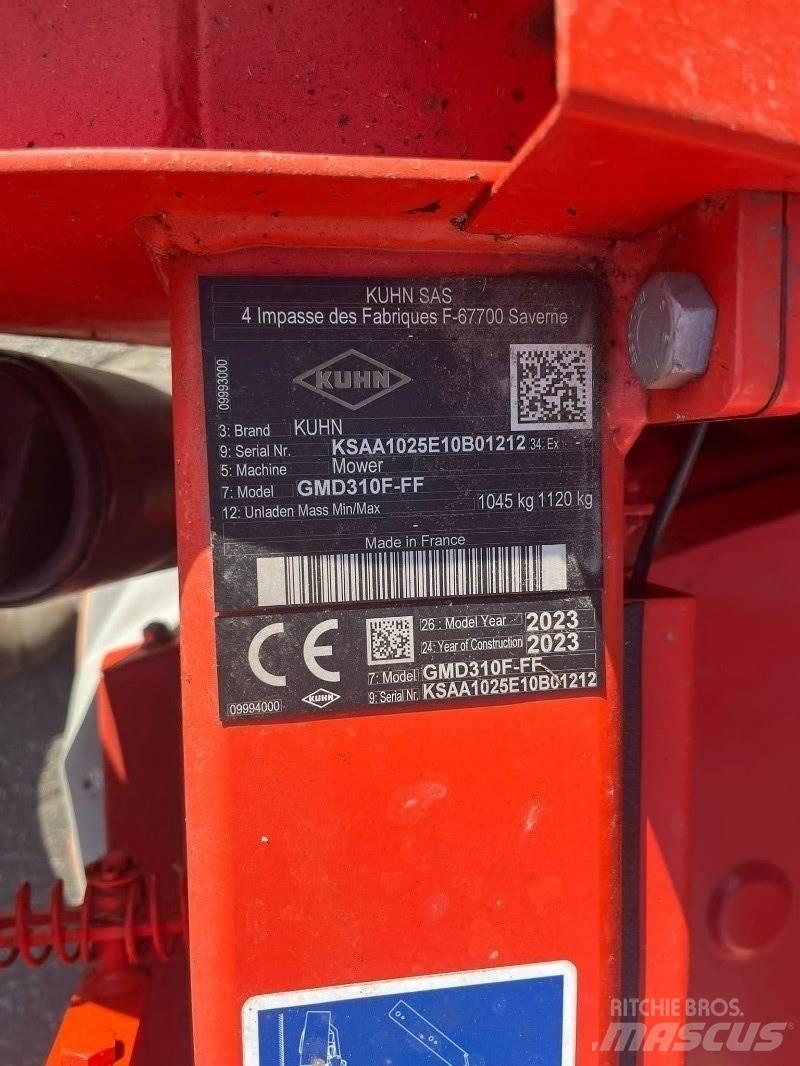 KUHN SAS
4 Impasse des Fabriques F-67700 Saverne
09993000
KUHN
3: Brand KUHN
9: Serial Nr. KSAA1025E10B01212 34: Ex
5: Machine Mower
7: Model GMD310F-FF
12: Unladen Mass Min/Max 1045 kg 1120 kg
-
Made in France
CE
26 : Model Year 2023
24: Year of Construction 2023
7: Model GMD310F-FF
9: Serial Nr. KSAA1025E10B01212
KUHN
09994000
RITCHIE BROS.
MASCUS